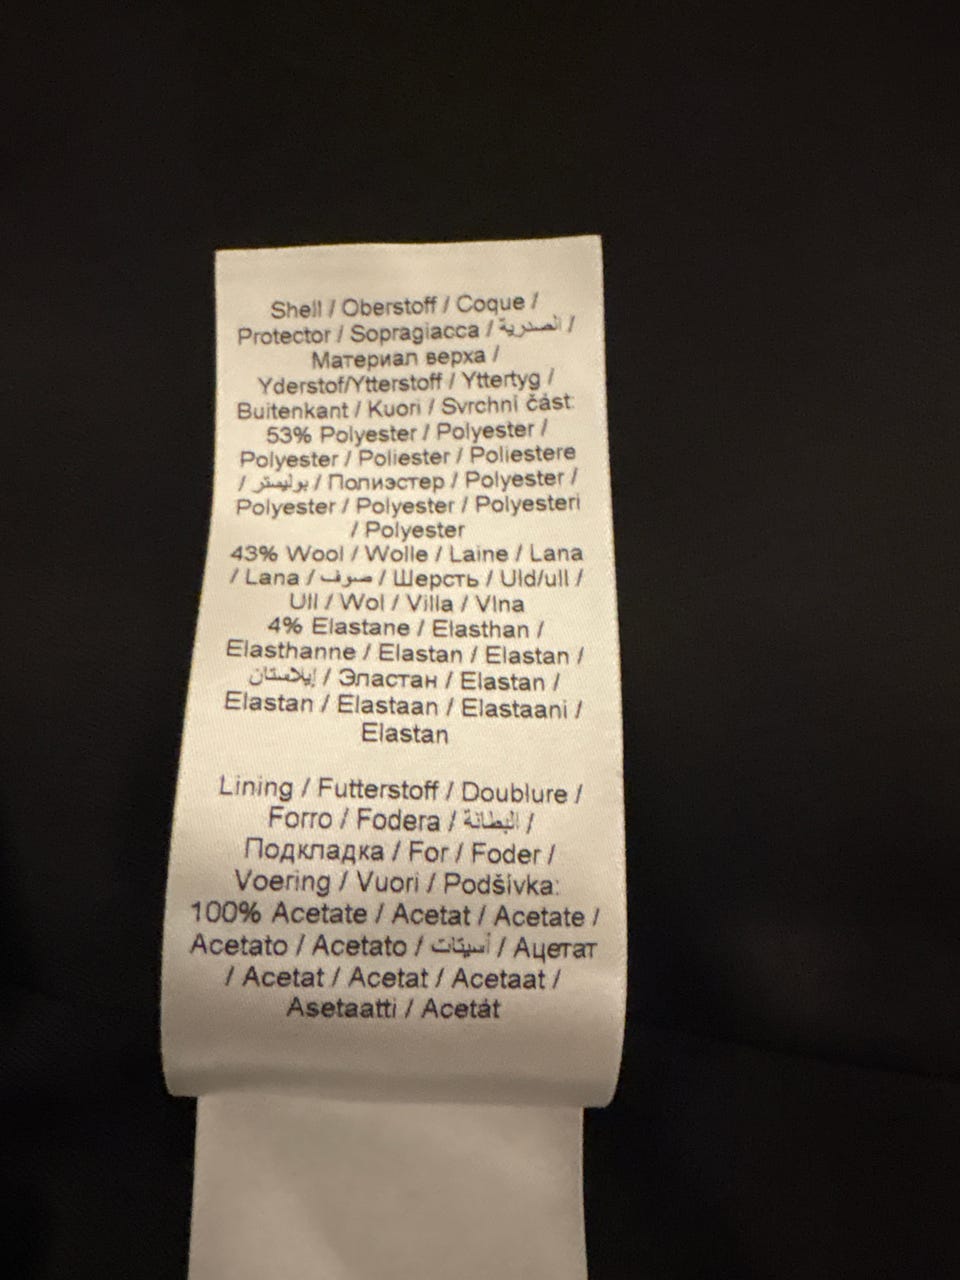 Shell / Oberstoff / Coque /
Protector / Sopragiacca / الصدرية /
Материал верха /
Yderstof/Ytterstoff / Yttertyg /
Buitenkant / Kuori / Svrchní část:
53% Polyester / Polyester /
Polyester / Poliester / Poliestere
/ بوليستر / Полиэстер / Polyester /
Polyester / Polyester / Polyesteri
/ Polyester
43% Wool / Wolle / Laine / Lana
/ Lana / صوف / Шерсть / Uld/ull /
Ull / Wol / Villa / Vlna
4% Elastane / Elasthan /
Elasthanne / Elastan / Elastan /
إيلاستان / Эластан / Elastan /
Elastan / Elastaan / Elastaani /
Elastan
Lining / Futterstoff / Doublure /
Forro / Fodera / البطانة /
Подкладка / For / Foder /
Voering / Vuori / Podšívka:
100% Acetate / Acetat / Acetate /
Acetato / Acetato / أسيتات / Ацетат
/ Acetat / Acetat / Acetaat /
Asetaatti / Acetát